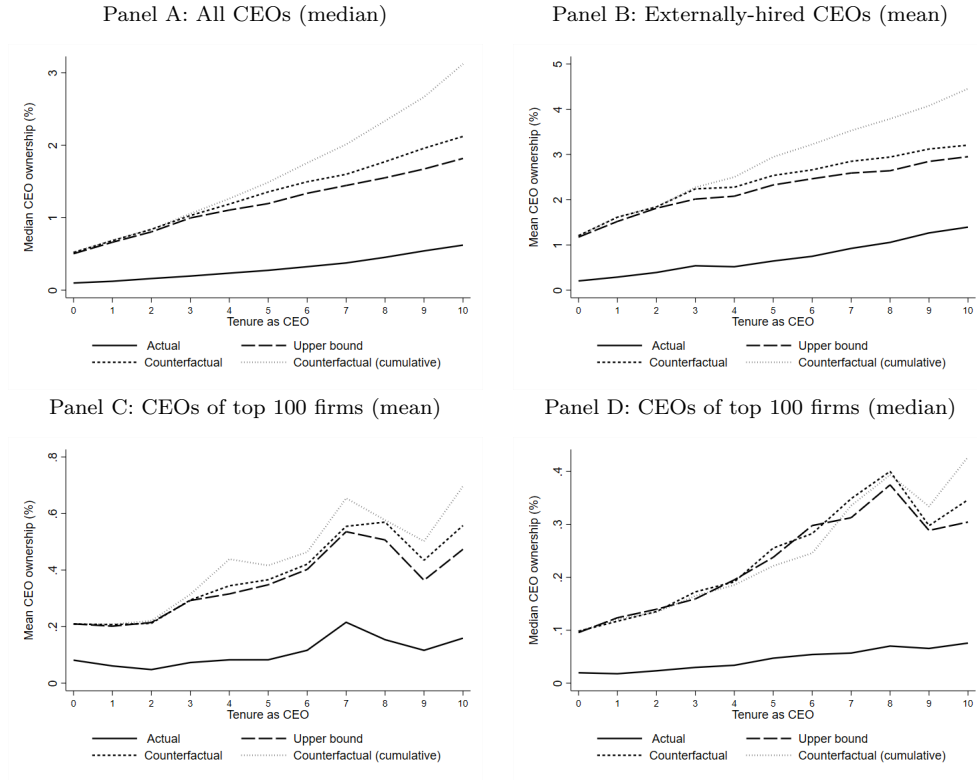 Panel A: All CEOs (median)
Median CEO ownership (%)
3
2
1
0
0 1 2 3 4 5 6 7 8 9 10
Tenure as CEO
Actual Upper bound
Counterfactual Counterfactual (cumulative)
Panel B: Externally-hired CEOs (mean)
Mean CEO ownership (%)
5
4
3
2
1
0
0 1 2 3 4 5 6 7 8 9 10
Tenure as CEO
Actual Upper bound
Counterfactual Counterfactual (cumulative)
Panel C: CEOs of top 100 firms (mean)
Mean CEO ownership (%)
.8
.6
.4
.2
0
0 1 2 3 4 5 6 7 8 9 10
Tenure as CEO
Actual Upper bound
Counterfactual Counterfactual (cumulative)
Panel D: CEOs of top 100 firms (median)
Median CEO ownership (%)
.4
.3
.2
.1
0
0 1 2 3 4 5 6 7 8 9 10
Tenure as CEO
Actual Upper bound
Counterfactual Counterfactual (cumulative)